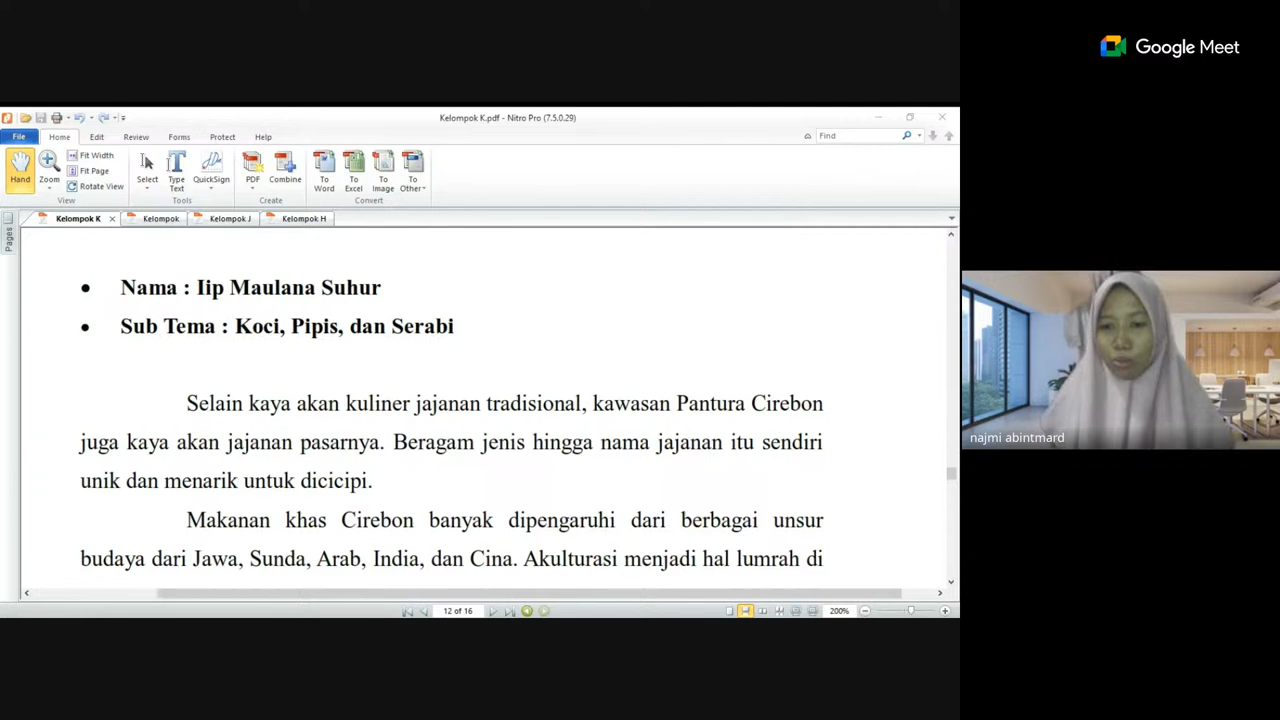 Google Meet
Kelompok K.pdf - Nitro Pro (7.5.0.29)
File Home Edit Review Forms Protect Help
Find
Hand
Zoom
Fit Width
Fit Page
Rotate View
View
Select
Type Text
QuickSign
Tools
PDF
Combine
Create
To Word
To Excel
To Image
To Other
Convert
Pages
Kelompok K
Kelompok
Kelompok J
Kelompok H
• Nama : Iip Maulana Suhur
• Sub Tema : Koci, Pipis, dan Serabi
Selain kaya akan kuliner jajanan tradisional, kawasan Pantura Cirebon
juga kaya akan jajanan pasarnya. Beragam jenis hingga nama jajanan itu sendiri
unik dan menarik untuk dicicipi.
Makanan khas Cirebon banyak dipengaruhi dari berbagai unsur
budaya dari Jawa, Sunda, Arab, India, dan Cina. Akulturasi menjadi hal lumrah di
12 of 16
200%
najmi abintmard